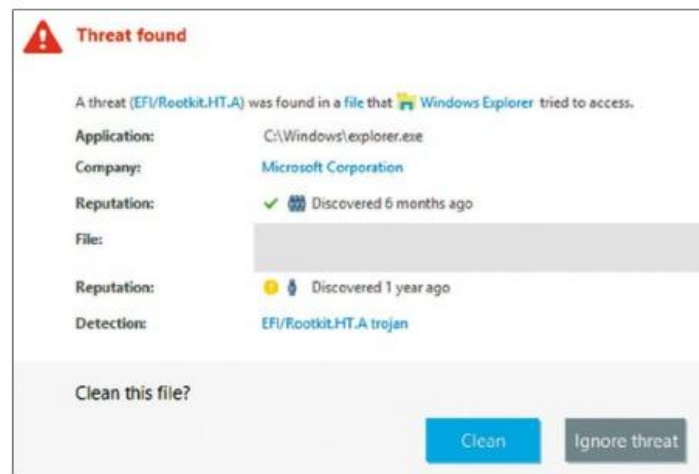 Threat found
A threat (EFI/Rootkit.HT.A) was found in a file that Windows Explorer tried to access.
Application: C:\Windows\explorer.exe
Company: Microsoft Corporation
Reputation: Discovered 6 months ago
File:
Reputation: Discovered 1 year ago
Detection: EFI/Rootkit.HT.A trojan
Clean this file?
Clean Ignore threat